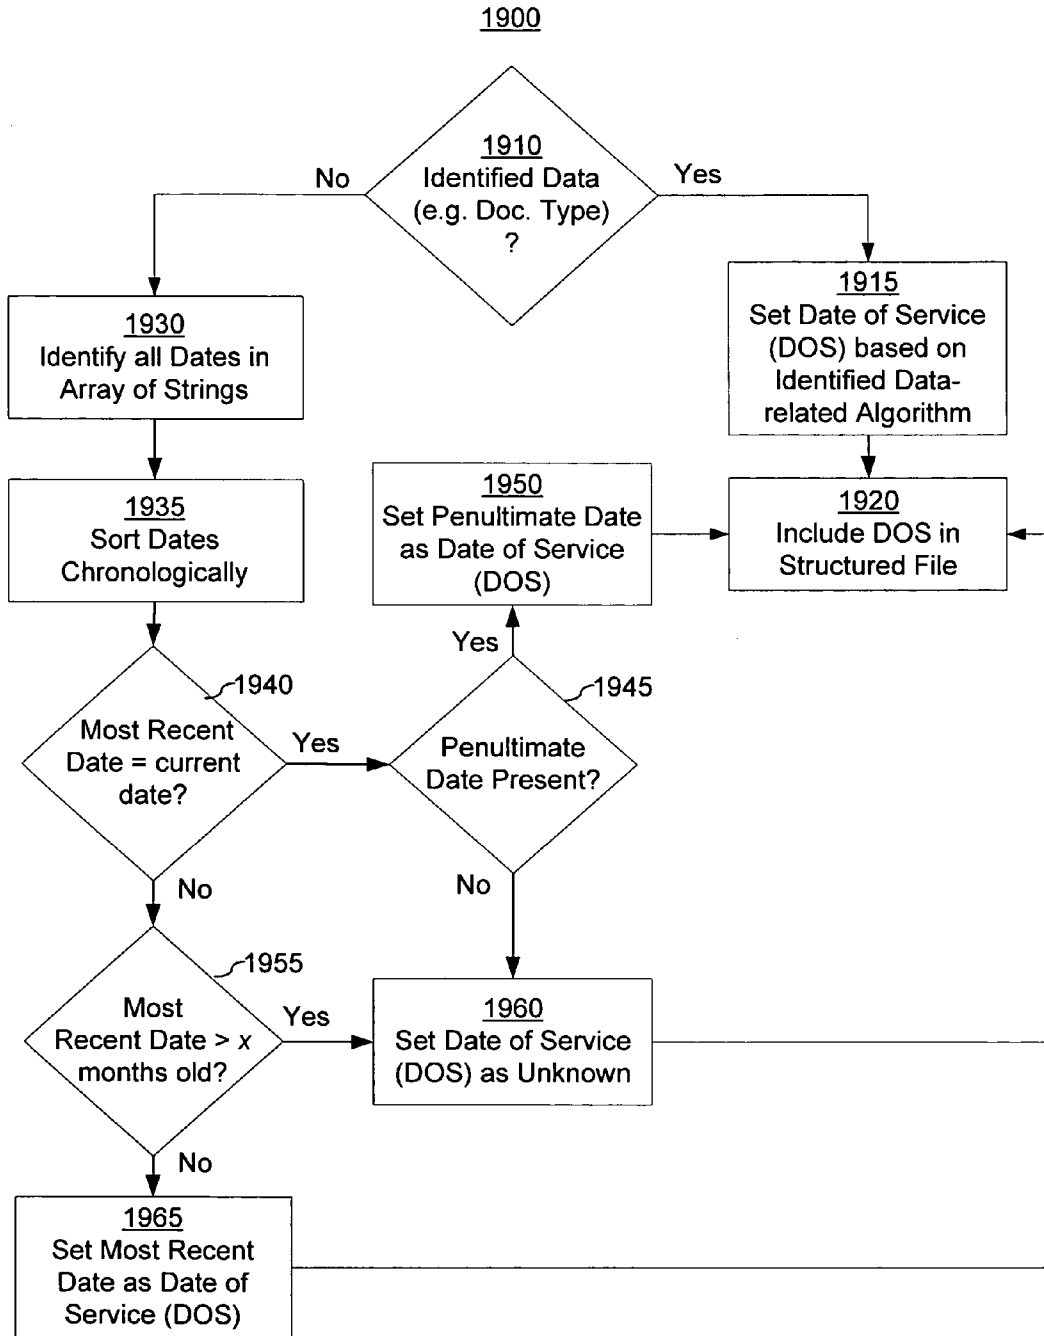 1900
1910
Identified Data
(e.g. Doc. Type)
?
No
Yes
1930
Identify all Dates in
Array of Strings
1915
Set Date of Service
(DOS) based on
Identified Data-
related Algorithm
1935
Sort Dates
Chronologically
1950
Set Penultimate Date
as Date of Service
(DOS)
1920
Include DOS in
Structured File
Yes
1940
Most Recent
Date = current
date?
Yes
1945
Penultimate
Date Present?
No
No
1955
Most
Recent Date > x
months old?
Yes
1960
Set Date of Service
(DOS) as Unknown
No
1965
Set Most Recent
Date as Date of
Service (DOS)